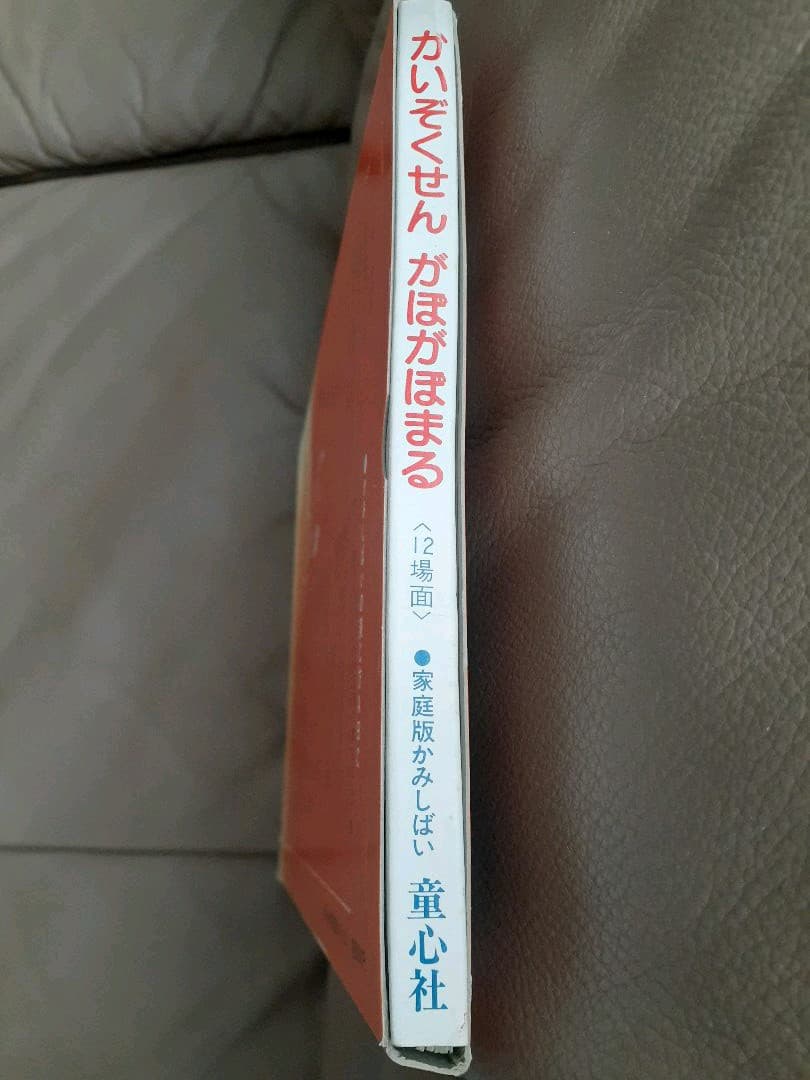 かいぞくせん がぼがぼまる
〈12場面〉
●家庭版かみしばい
童心社